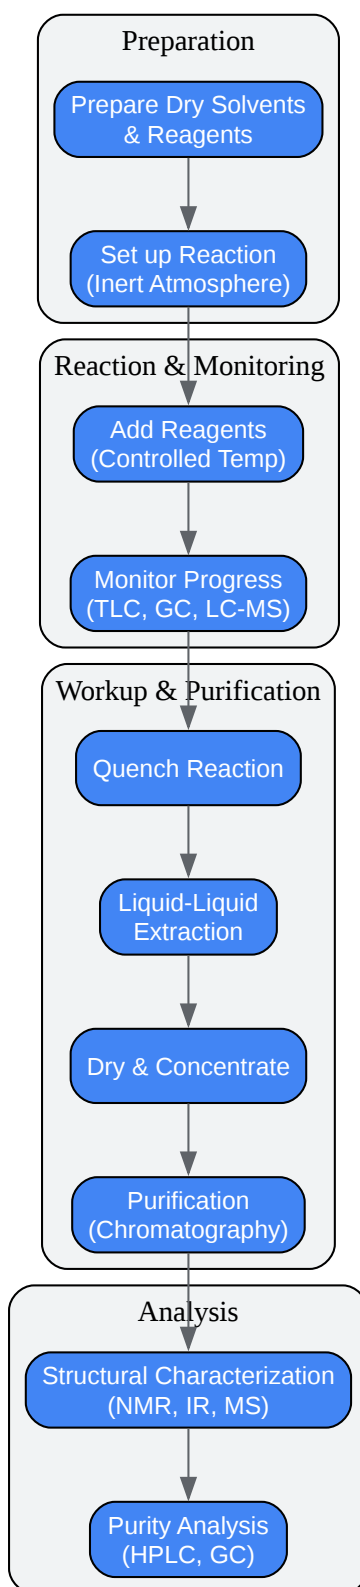 Preparation
Prepare Dry Solvents
& Reagents
Set up Reaction
(Inert Atmosphere)
Reaction & Monitoring
Add Reagents
(Controlled Temp)
Monitor Progress
(TLC, GC, LC-MS)
Workup & Purification
Quench Reaction
Liquid-Liquid
Extraction
Dry & Concentrate
Purification
(Chromatography)
Analysis
Structural Characterization
(NMR, IR, MS)
Purity Analysis
(HPLC, GC)